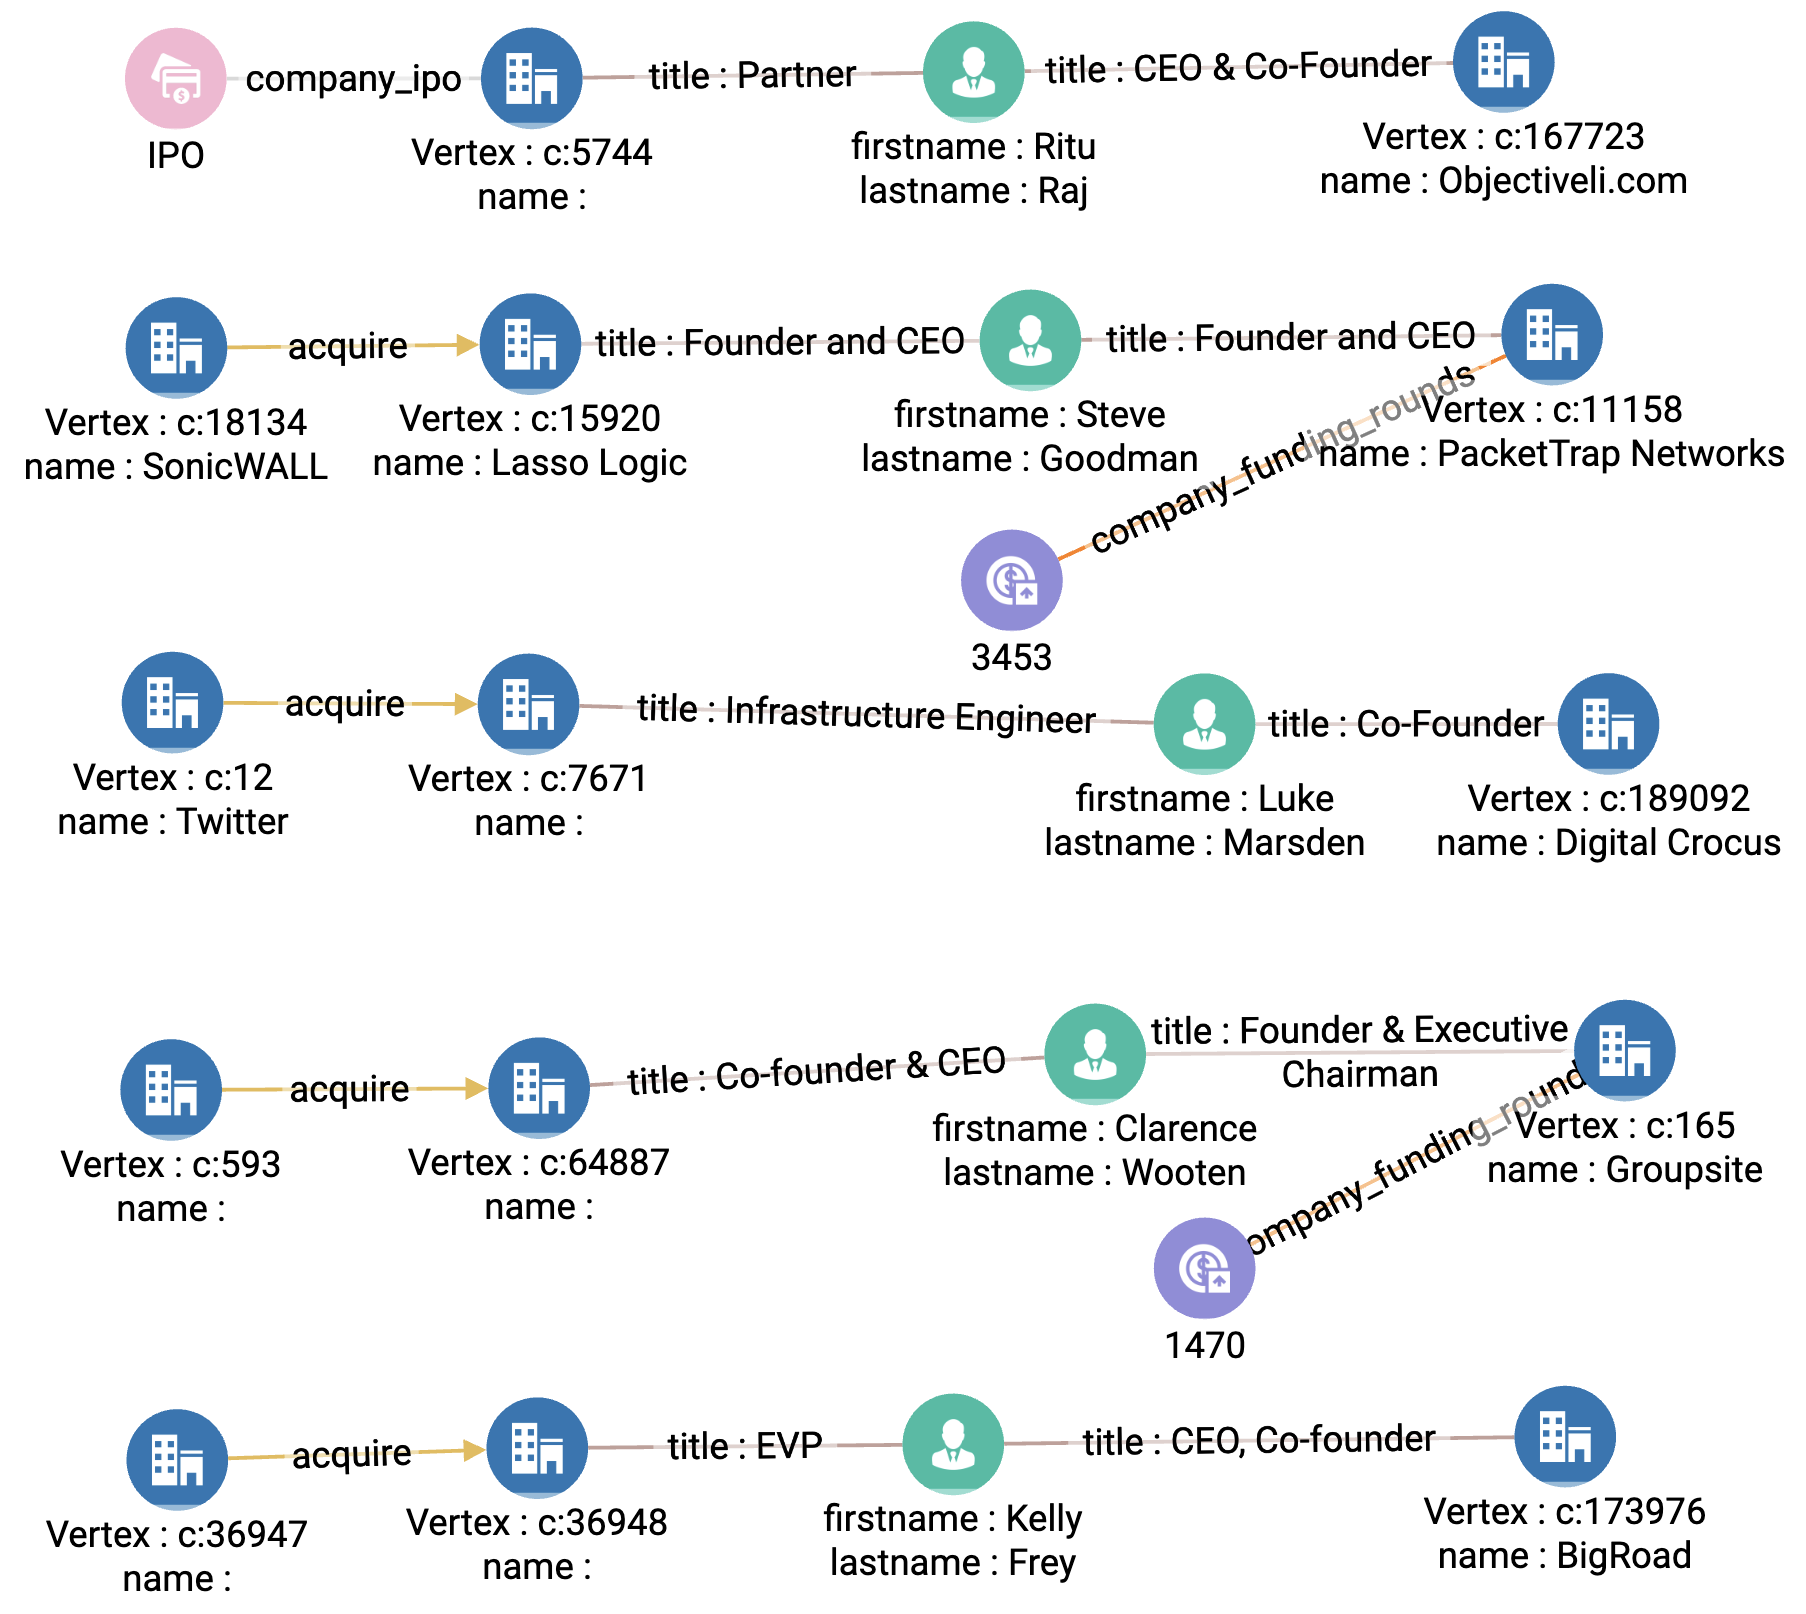 company_ipo
title : Partner
title : CEO & Co-Founder
IPO
Vertex : c:5744
name :
firstname : Ritu
lastname : Raj
Vertex : c:167723
name : Objectiveli.com
acquire
title : Founder and CEO
title : Founder and CEO
Vertex : c:18134
name : SonicWALL
Vertex : c:15920
name : Lasso Logic
firstname : Steve
lastname : Goodman
Vertex : c:11158
name : PacketTrap Networks
company_funding_rounds
3453
acquire
title : Infrastructure Engineer
title : Co-Founder
Vertex : c:12
name : Twitter
Vertex : c:7671
name :
firstname : Luke
lastname : Marsden
Vertex : c:189092
name : Digital Crocus
acquire
title : Co-founder & CEO
title : Founder & Executive
Chairman
Vertex : c:593
name :
Vertex : c:64887
name :
firstname : Clarence
lastname : Wooten
Vertex : c:165
name : Groupsite
ompany_funding_round
1470
acquire
title : EVP
title : CEO, Co-founder
Vertex : c:36947
name :
Vertex : c:36948
name :
firstname : Kelly
lastname : Frey
Vertex : c:173976
name : BigRoad